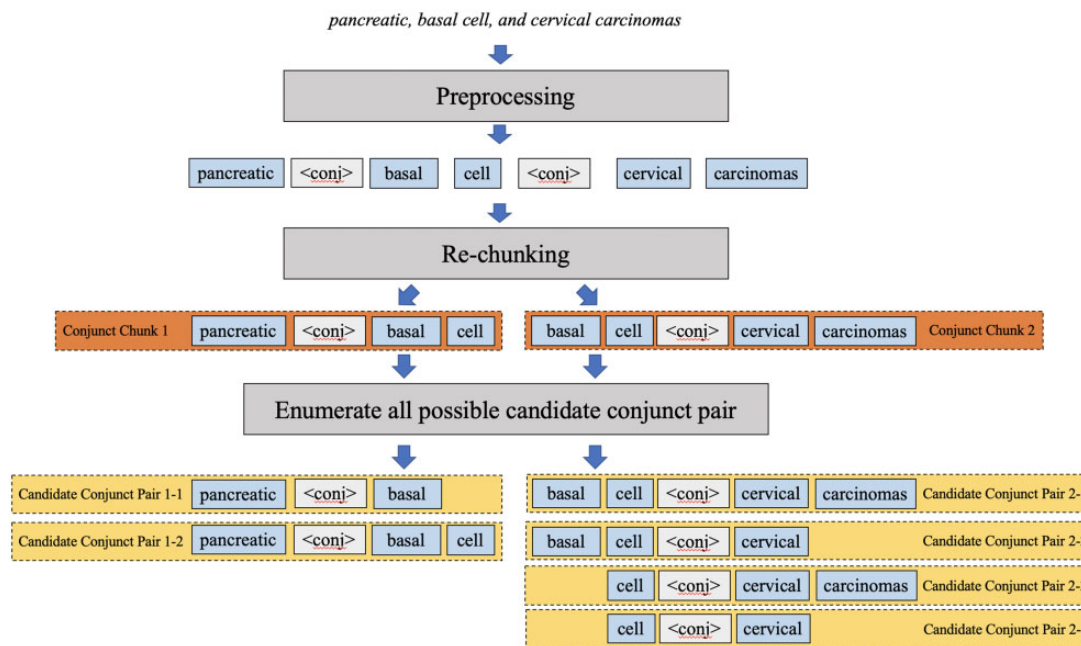 pancreatic, basal cell, and cervical carcinomas
Preprocessing
pancreatic <conj> basal cell <conj> cervical carcinomas
Re-chunking
Conjunct Chunk 1 pancreatic <conj> basal cell
basal cell <conj> cervical carcinomas Conjunct Chunk 2
Enumerate all possible candidate conjunct pair
Candidate Conjunct Pair 1-1 pancreatic <conj> basal
Candidate Conjunct Pair 1-2 pancreatic <conj> basal cell
basal cell <conj> cervical carcinomas Candidate Conjunct Pair 2-
basal cell <conj> cervical Candidate Conjunct Pair 2-
cell <conj> cervical carcinomas Candidate Conjunct Pair 2-
cell <conj> cervical Candidate Conjunct Pair 2-